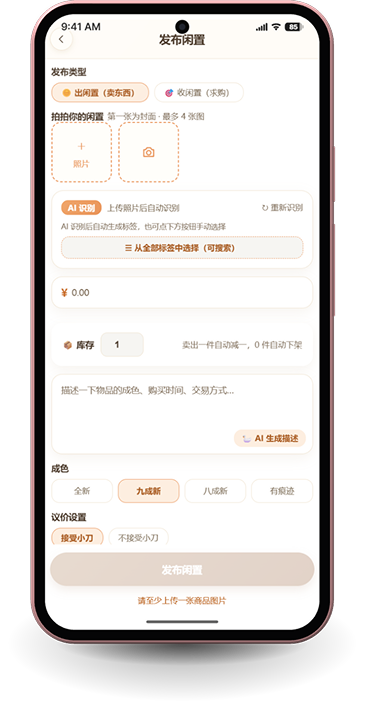 9:41 AM 85
发布闲置
发布类型
出闲置（卖东西） 收闲置（求购）
拍拍你的闲置 第一张为封面 · 最多 4 张图
+
照片
AI 识别 上传照片后自动识别 ↻ 重新识别
AI 识别后自动生成标签，也可点下方按钮手动选择
☰ 从全部标签中选择（可搜索）
¥ 0.00
库存 1 卖出一件自动减一，0 件自动下架
描述一下物品的成色、购买时间、交易方式...
AI 生成描述
成色
全新 九成新 八成新 有痕迹
议价设置
接受小刀 不接受小刀
发布闲置
请至少上传一张商品图片